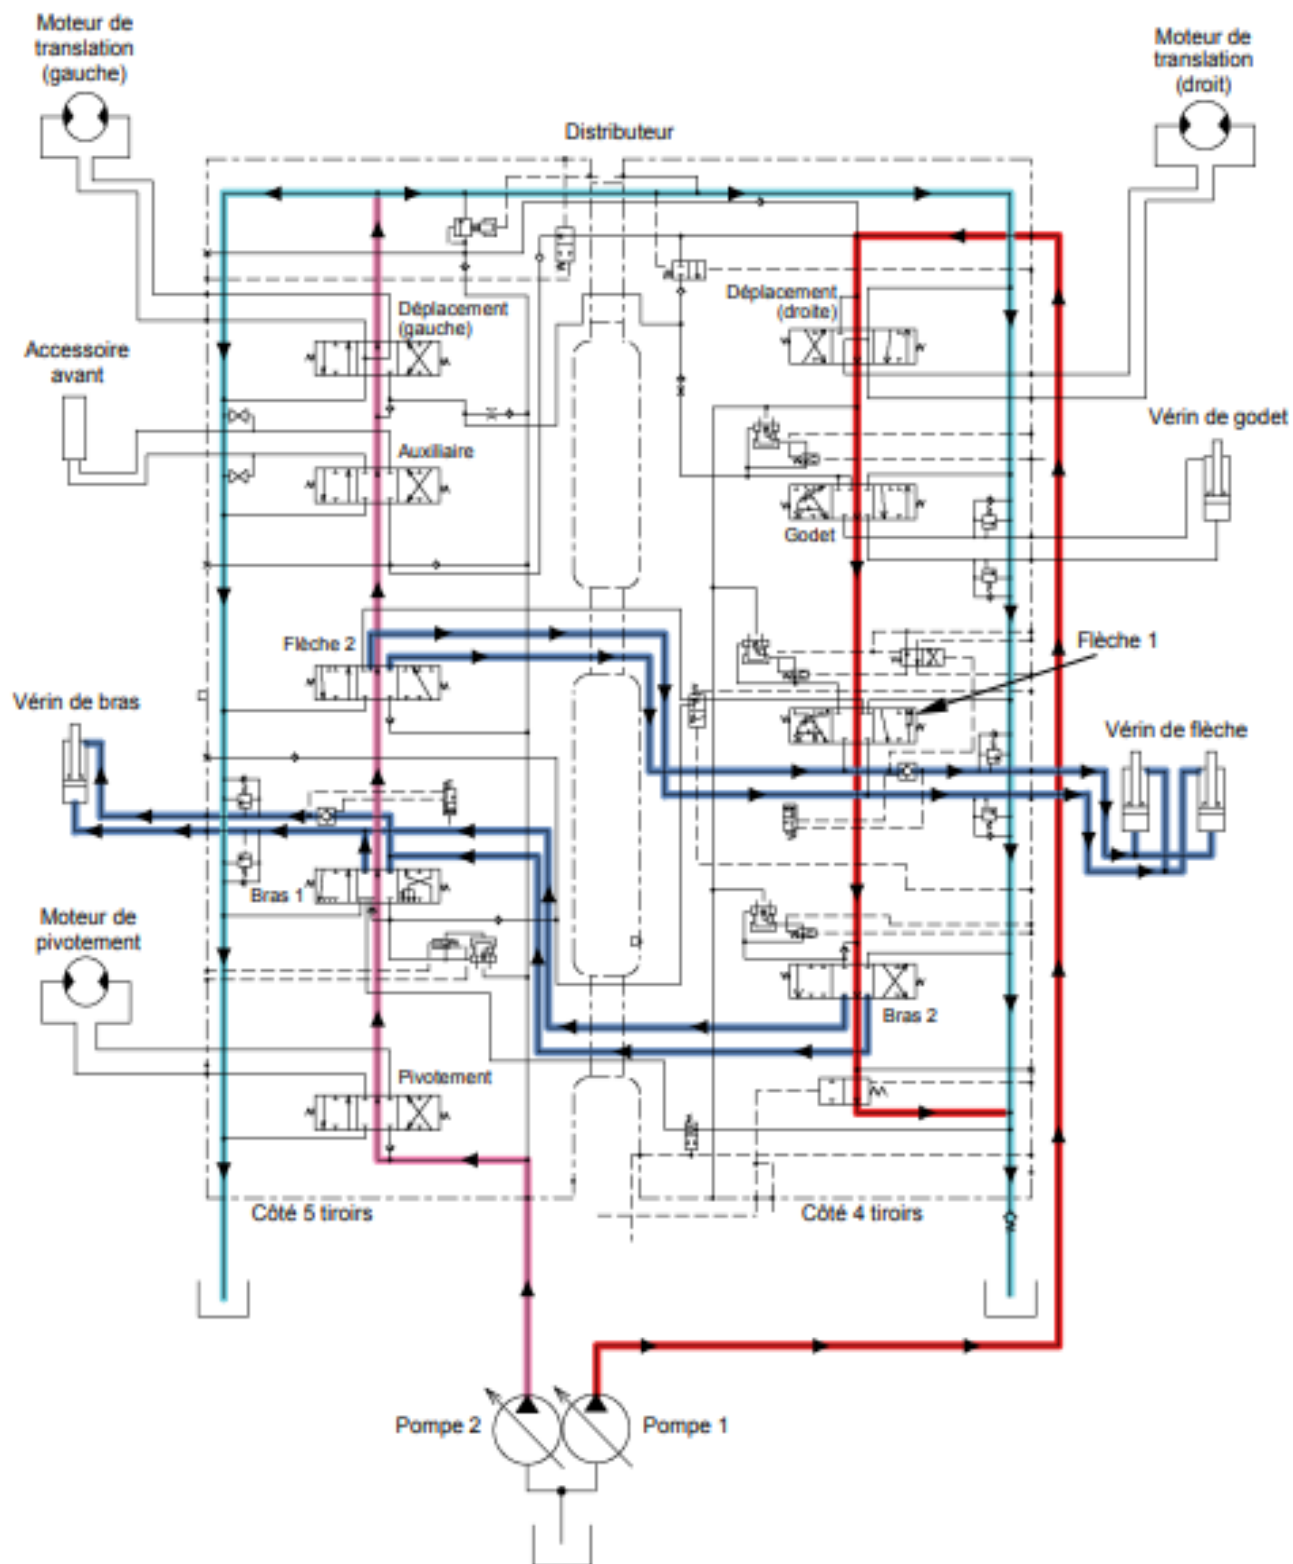 Moteur de
translation
(gauche)
Moteur de
translation
(droit)
Distributeur
Déplacement
(gauche)
Déplacement
(droite)
Accessoire
avant
Vérin de godet
Auxiliaire
Godet
Flèche 2
Flèche 1
Vérin de bras
Vérin de flèche
Bras 1
Moteur de
pivotement
Bras 2
Pivotement
Côté 5 tiroirs
Côté 4 tiroirs
Pompe 2
Pompe 1